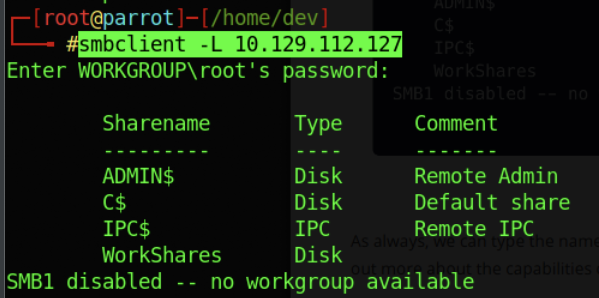 ADMIN$
┌─[root@parrot]─[/home/dev]
C$
└──╼ #smbclient -L 10.129.112.127
IPC$
Enter WORKGROUP\root's password:
WorkShares
SMB1 disabled -- no
Sharename Type Comment
--------- ---- -------
ADMIN$ Disk Remote Admin
C$ Disk Default share
IPC$ IPC Remote IPC
As always, we can type the name
WorkShares Disk
out more about the capabilities
SMB1 disabled -- no workgroup available